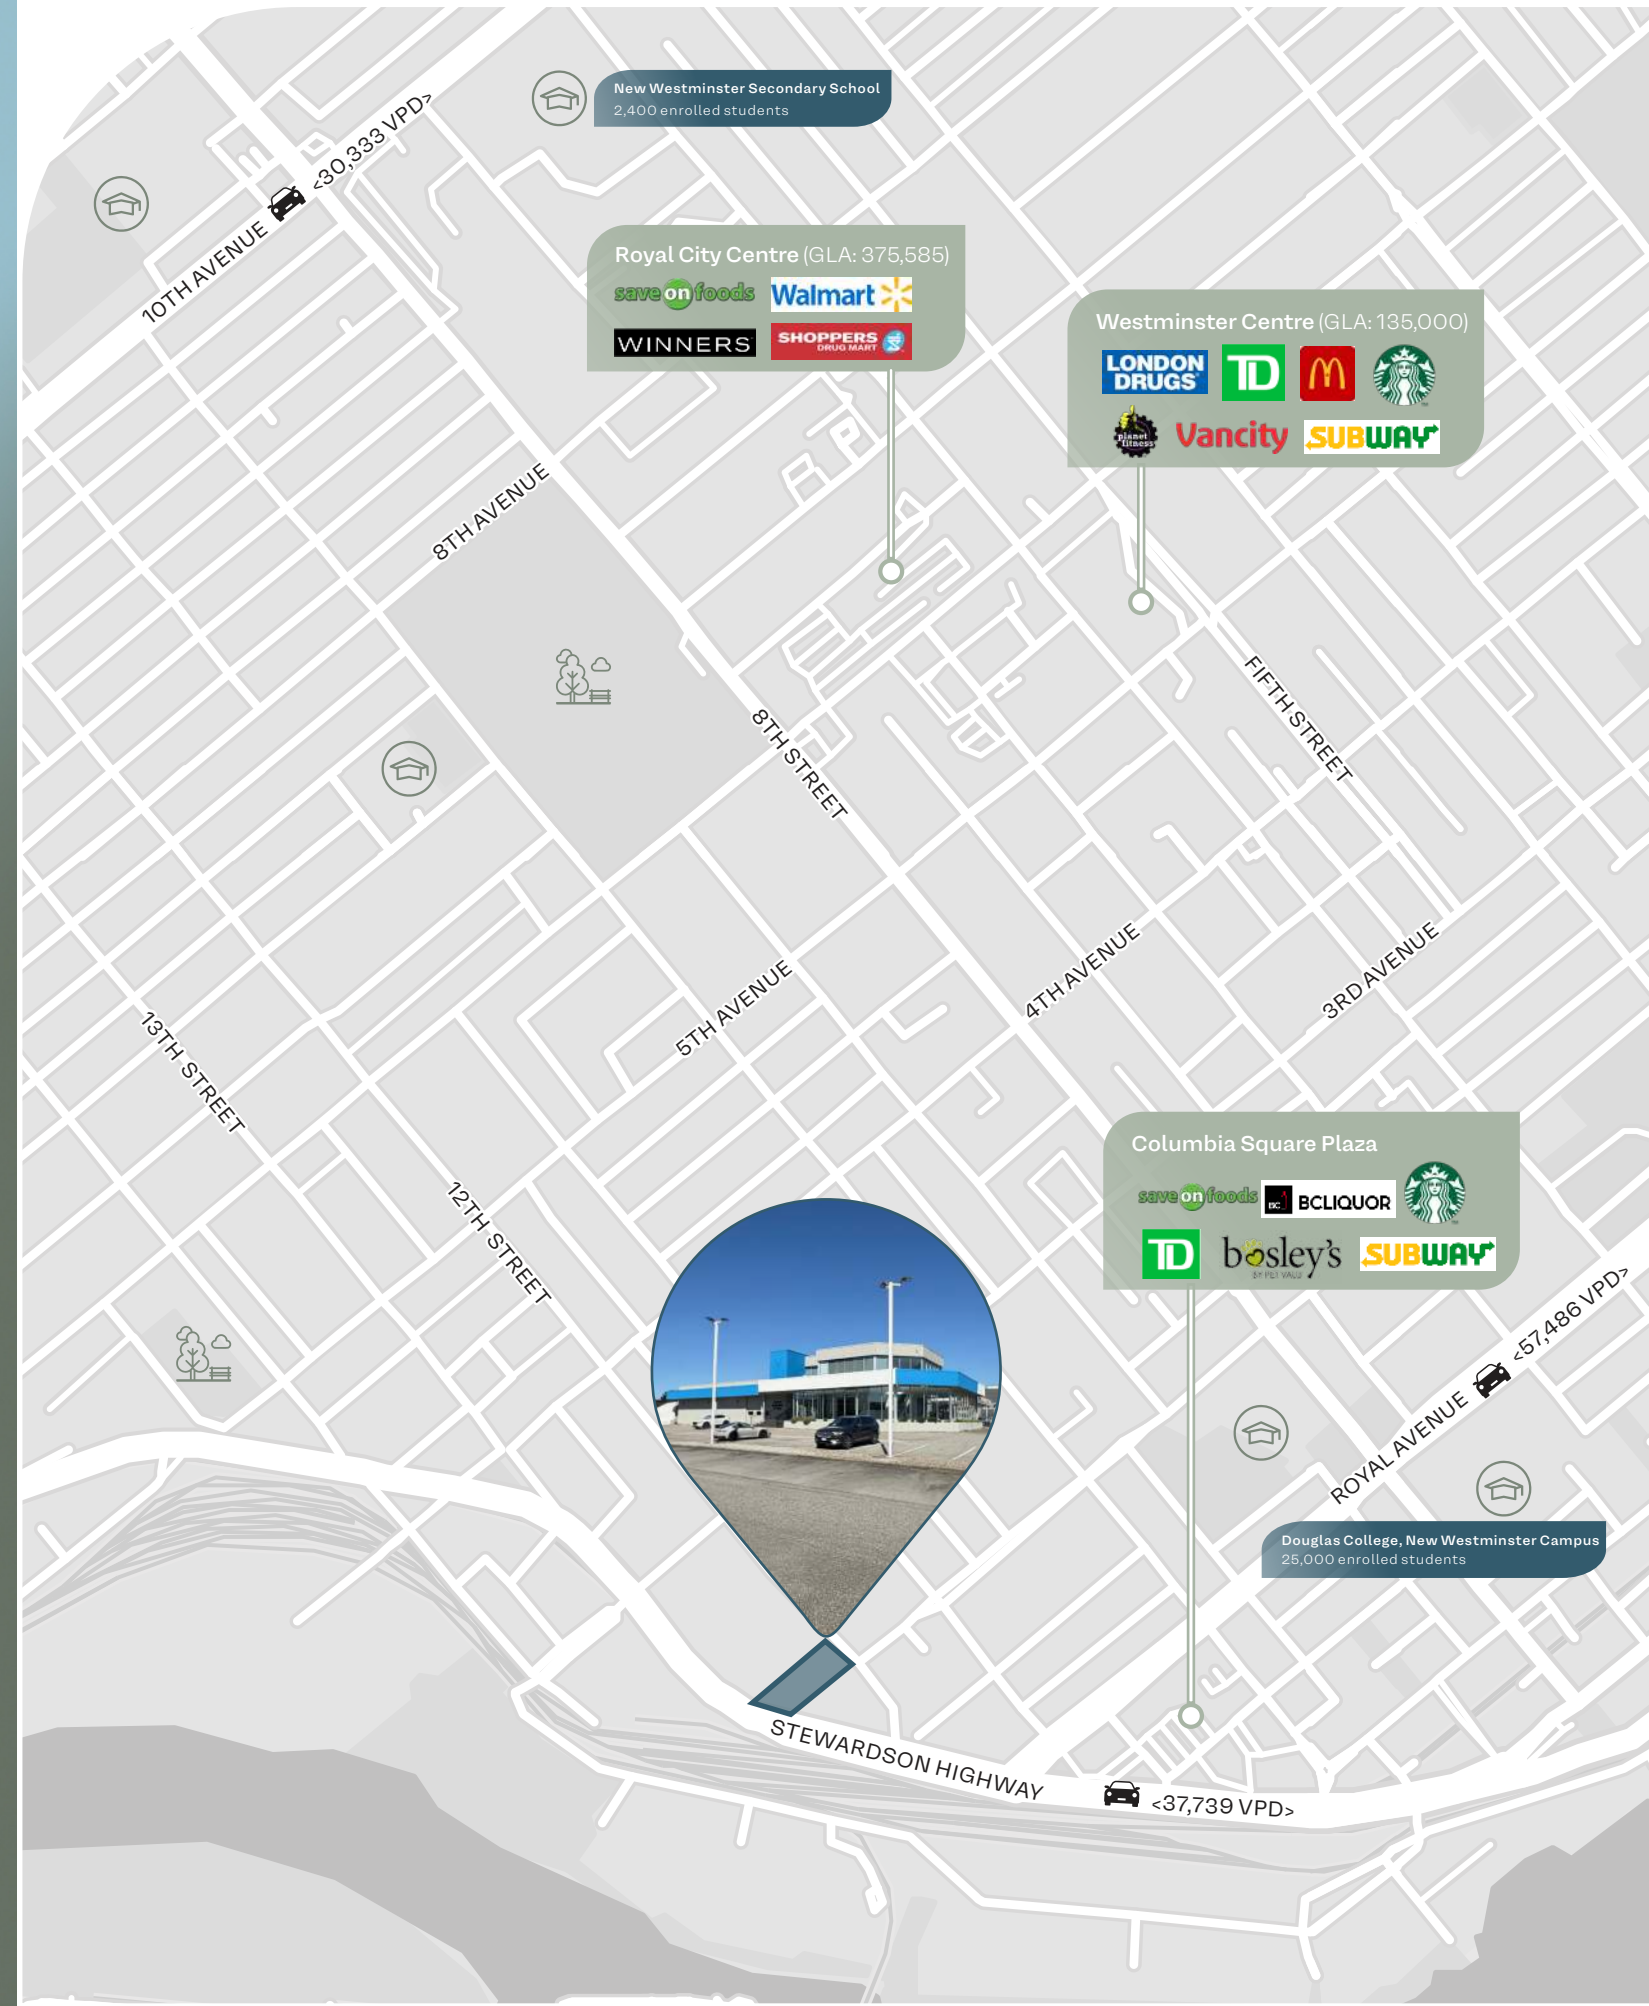 New Westminster Secondary School
2,400 enrolled students
<30,333 VPD>
10TH AVENUE
Royal City Centre (GLA: 375,585)
save on foods
Walmart
WINNERS
SHOPPERS
DRUG MART
Westminster Centre (GLA: 135,000)
LONDON
DRUGS
TD
M
planet
fitness
Vancity
SUBWAY
8TH AVENUE
8TH STREET
FIFTH STREET
4TH AVENUE
3RD AVENUE
5TH AVENUE
13TH STREET
12TH STREET
Columbia Square Plaza
save on foods
BC
BCLIQUOR
TD
bosley's
BY PET VALU
SUBWAY
<57,486 VPD>
ROYAL AVENUE
Douglas College, New Westminster Campus
25,000 enrolled students
STEWARDSON HIGHWAY
<37,739 VPD>